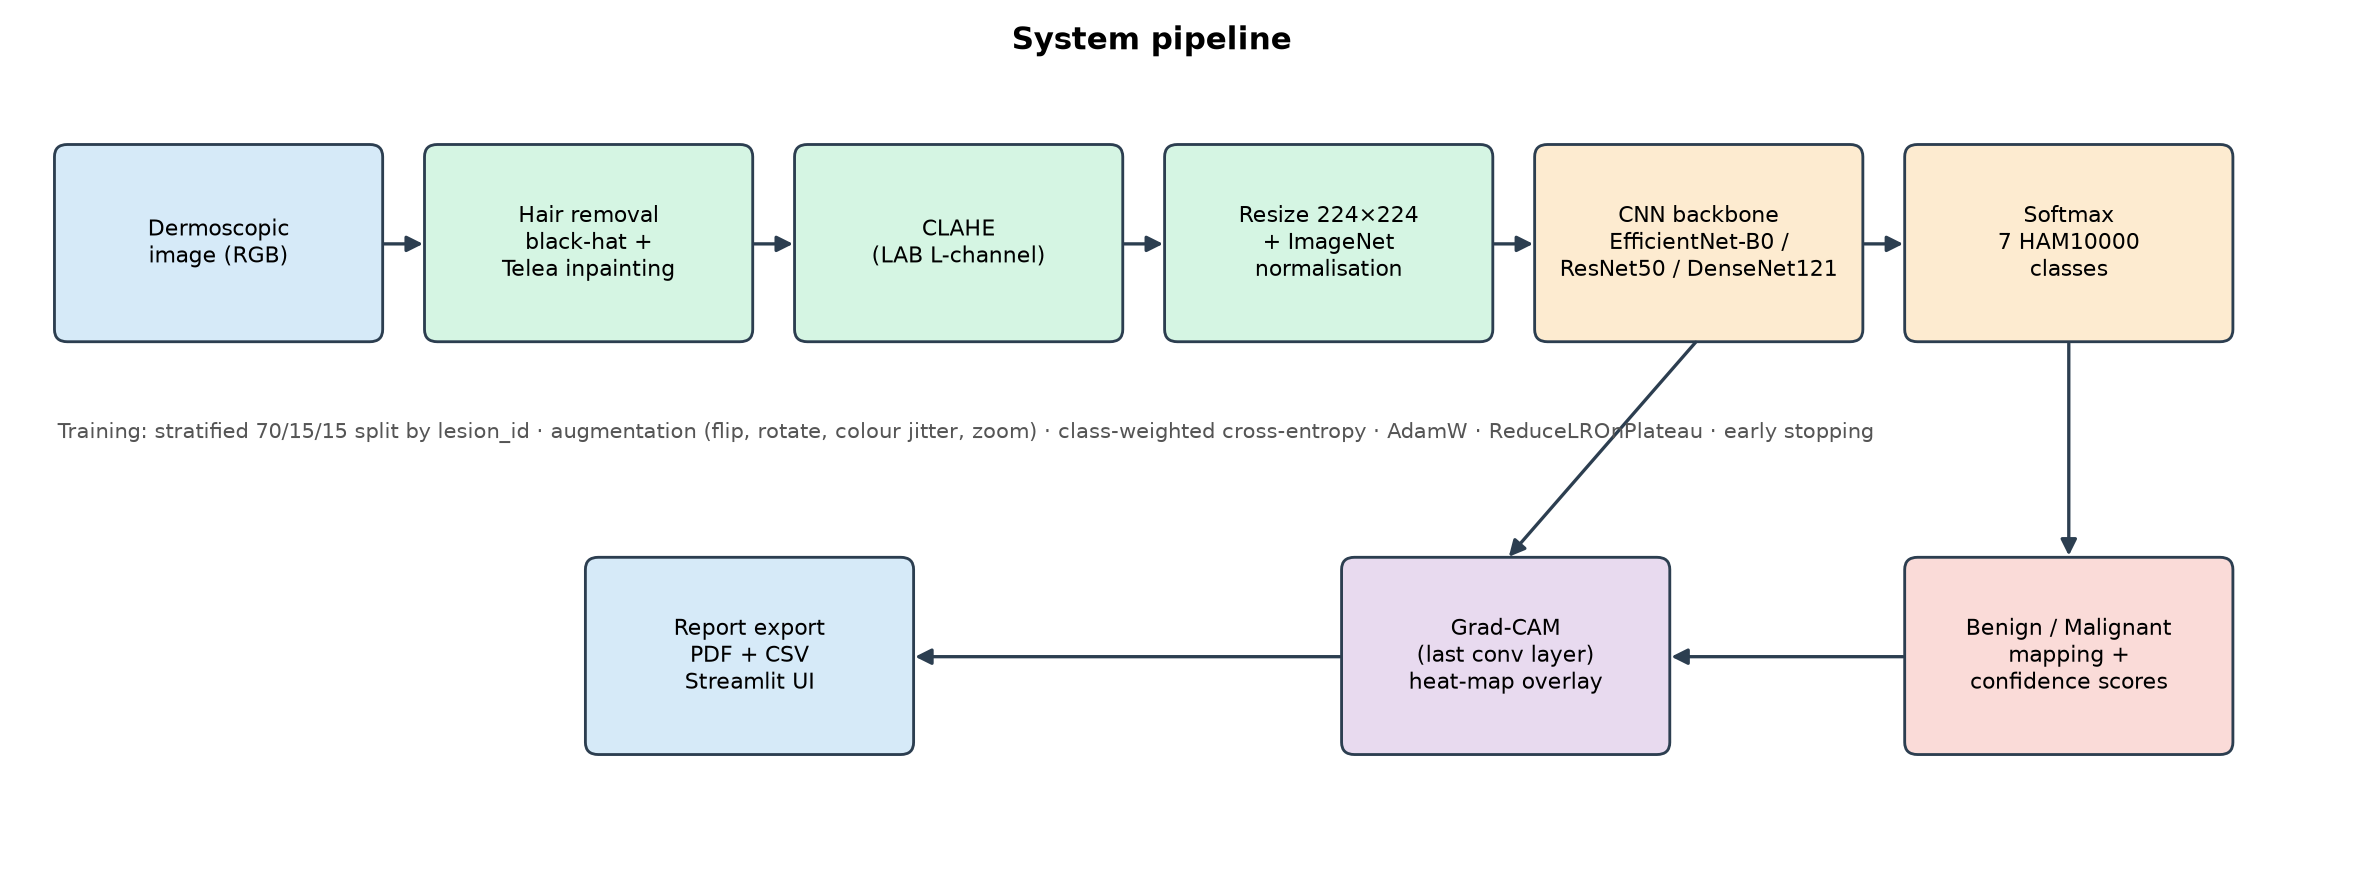 System pipeline
Dermoscopic
image (RGB)
Hair removal
black-hat +
Telea inpainting
CLAHE
(LAB L-channel)
Resize 224×224
+ ImageNet
normalisation
CNN backbone
EfficientNet-B0 /
ResNet50 / DenseNet121
Softmax
7 HAM10000
classes
Training: stratified 70/15/15 split by lesion_id · augmentation (flip, rotate, colour jitter, zoom) · class-weighted cross-entropy · AdamW · ReduceLROnPlateau · early stopping
Report export
PDF + CSV
Streamlit UI
Grad-CAM
(last conv layer)
heat-map overlay
Benign / Malignant
mapping +
confidence scores